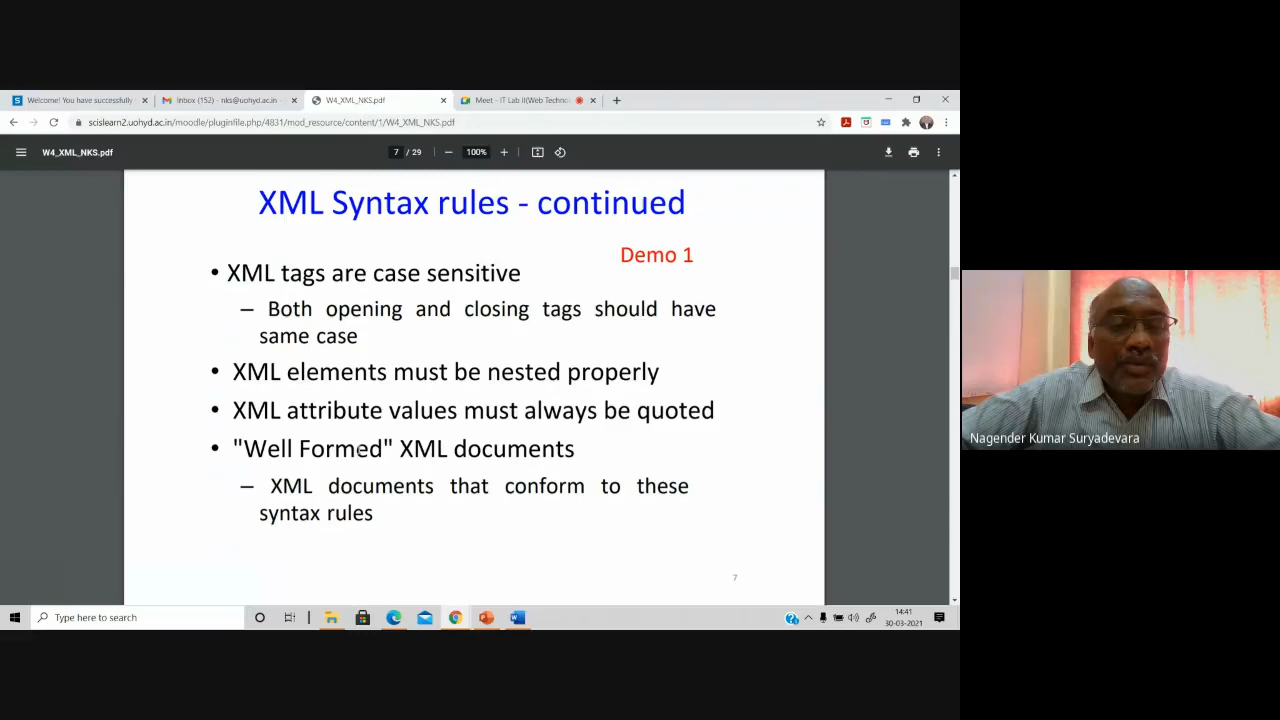 Welcome! You have successfully
Inbox (152) - nks@uohyd.ac.in -
W4_XML_NKS.pdf
Meet - IT Lab II(Web Techno
scislearn2.uohyd.ac.in/moodle/pluginfile.php/4831/mod_resource/content/1/W4_XML_NKS.pdf
W4_XML_NKS.pdf
7 / 29
100%
XML Syntax rules - continued
Demo 1
• XML tags are case sensitive
– Both opening and closing tags should have
same case
• XML elements must be nested properly
• XML attribute values must always be quoted
• "Well Formed" XML documents
– XML documents that conform to these
syntax rules
7
Nagender Kumar Suryadevara
Type here to search
14:41
30-03-2021